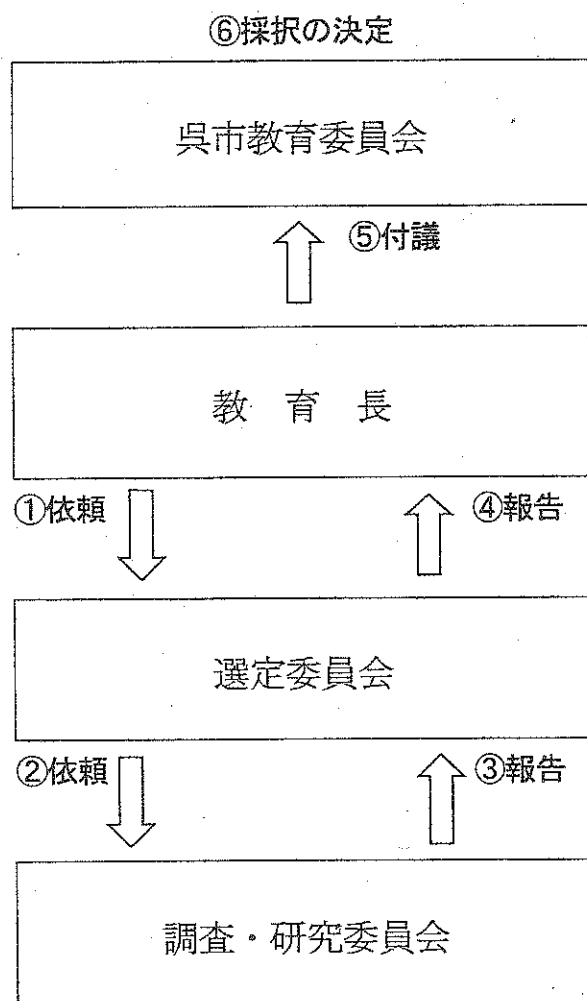 ⑥採択の決定
呉市教育委員会
⑤付議
教育長
①依頼
④報告
選定委員会
②依頼
③報告
調査・研究委員会